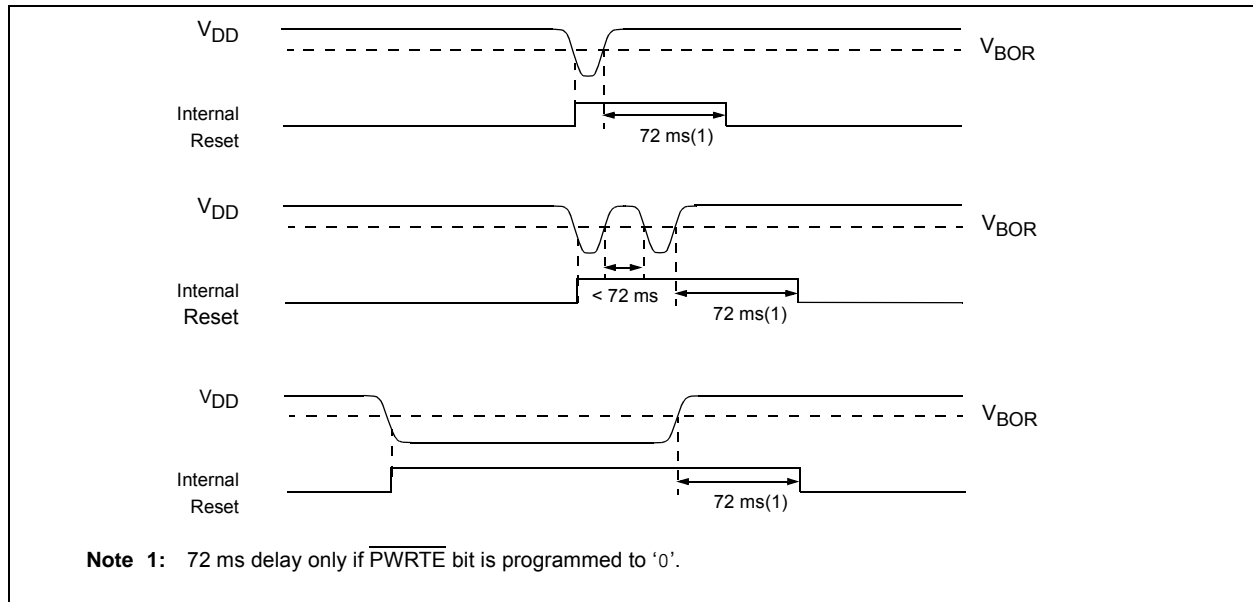 VDD
VBOR
Internal
Reset
72 ms(1)
VDD
VBOR
Internal
Reset
< 72 ms
72 ms(1)
VDD
VBOR
Internal
Reset
72 ms(1)
Note 1: 72 ms delay only if PWRTE bit is programmed to ‘0’.